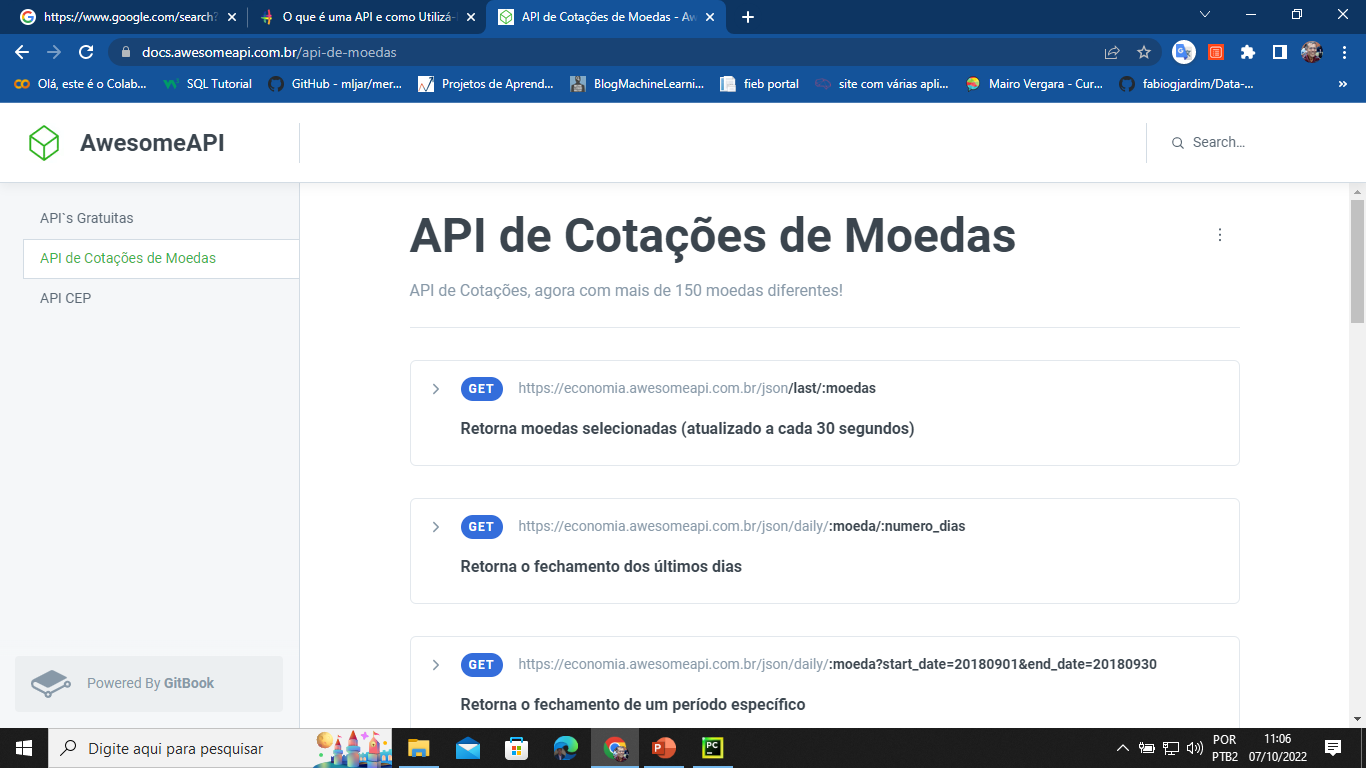 https://www.google.com/search?
O que é uma API e como Utilizá-
API de Cotações de Moedas - Aw
docs.awesomeapi.com.br/api-de-moedas
Olá, este é o Colab...
SQL Tutorial
GitHub - mljar/mer...
Projetos de Aprend...
BlogMachineLearni...
fieb portal
site com várias apli...
Mairo Vergara - Cur...
fabiogjardim/Data-...
»
AwesomeAPI
Search...
API`s Gratuitas
API de Cotações de Moedas
API CEP
API de Cotações de Moedas
API de Cotações, agora com mais de 150 moedas diferentes!
GET https://economia.awesomeapi.com.br/json/last/:moedas
Retorna moedas selecionadas (atualizado a cada 30 segundos)
GET https://economia.awesomeapi.com.br/json/daily/:moeda/:numero_dias
Retorna o fechamento dos últimos dias
GET https://economia.awesomeapi.com.br/json/daily/:moeda?start_date=20180901&end_date=20180930
Retorna o fechamento de um período específico
Powered By GitBook
Digite aqui para pesquisar
POR
PTB2
11:06
07/10/2022